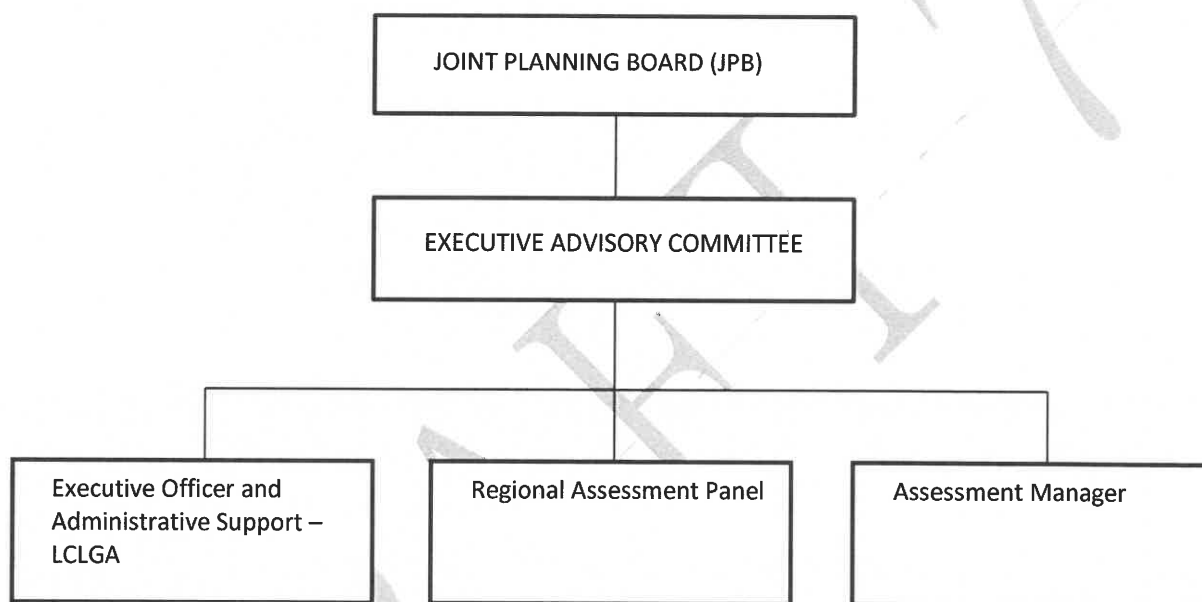 JOINT PLANNING BOARD (JPB)
EXECUTIVE ADVISORY COMMITTEE
Executive Officer and
Administrative Support –
LCLGA
Regional Assessment Panel
Assessment Manager